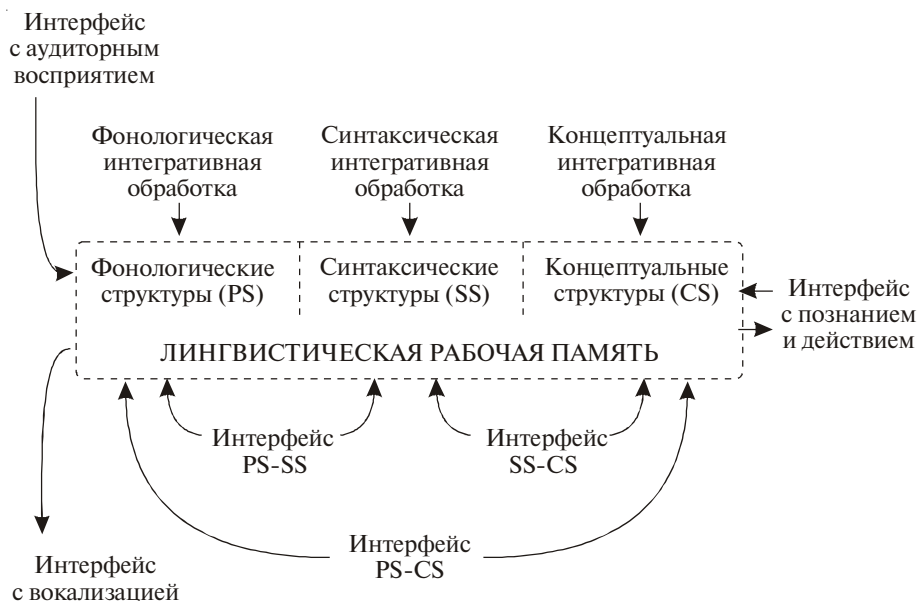 Интерфейс
с аудиторным
восприятием
Фонологическая
интегративная
обработка
Синтаксическая
интегративная
обработка
Концептуальная
интегративная
обработка
Фонологические
структуры (PS)
Синтаксические
структуры (SS)
Концептуальные
структуры (CS)
Интерфейс
с познанием
и действием
ЛИНГВИСТИЧЕСКАЯ РАБОЧАЯ ПАМЯТЬ
Интерфейс
PS-SS
Интерфейс
SS-CS
Интерфейс
PS-CS
Интерфейс
с вокализацией